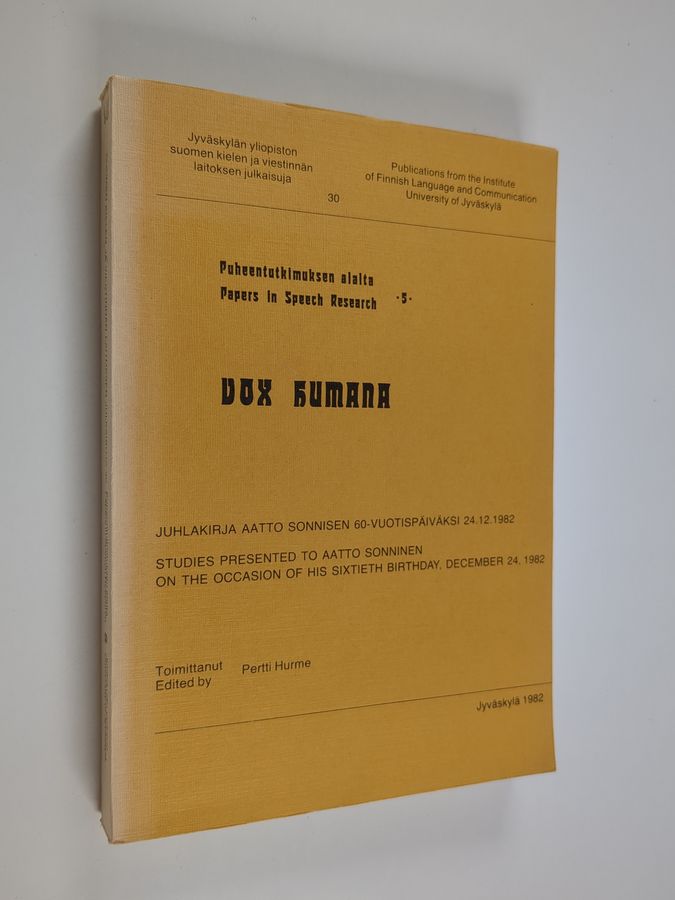 Jyväskylän yliopiston
suomen kielen ja viestinnän
laitoksen julkaisuja
30
Publications from the Institute
of Finnish Language and Communication
University of Jyväskylä
Puheentutkimuksen alalta
Papers in Speech Research
-5-
VOX HUMANA
JUHLAKIRJA AATTO SONNISEN 60-VUOTISPÄIVÄKSI 24.12.1982
STUDIES PRESENTED TO AATTO SONNINEN
ON THE OCCASION OF HIS SIXTIETH BIRTHDAY, DECEMBER 24, 1982
Toimittanut
Edited by
Pertti Hurme
Jyväskylä 1982